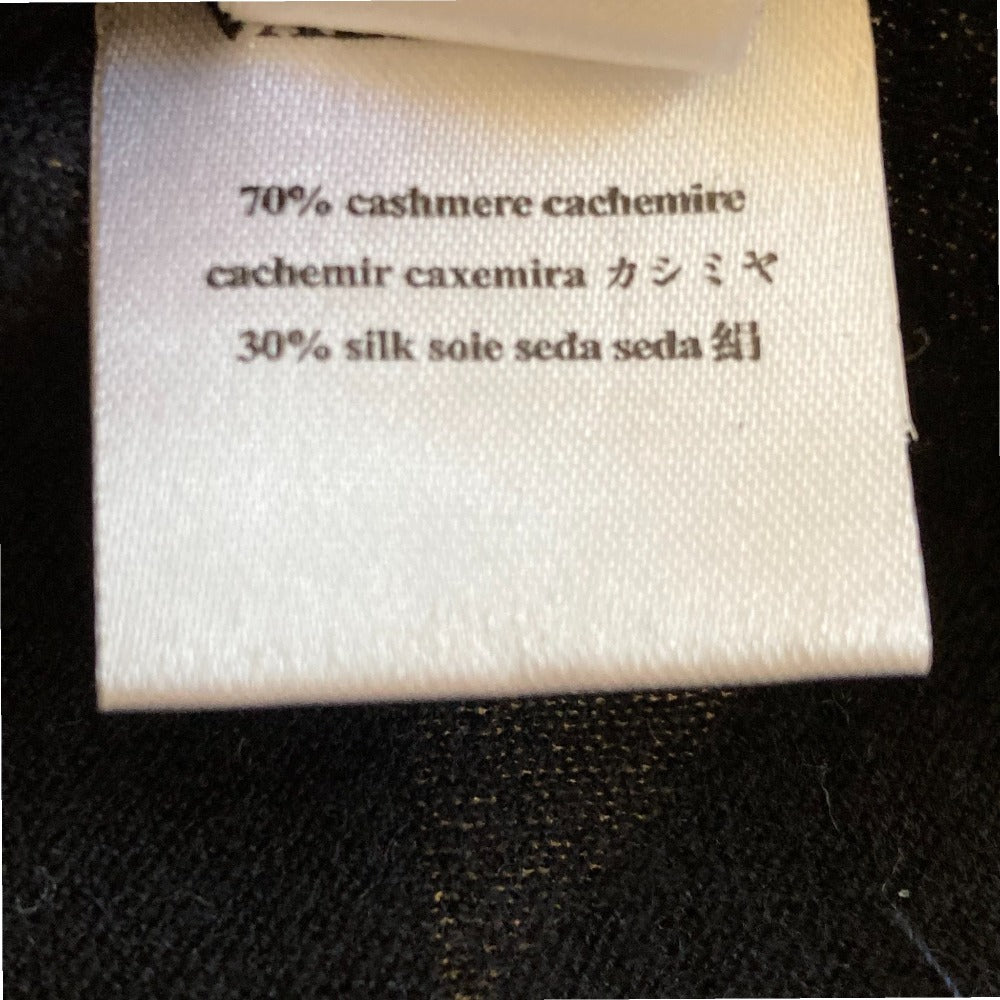 70% cashmere cachemire
cachemir caxemira カシミヤ
30% silk soie seda seda 絹